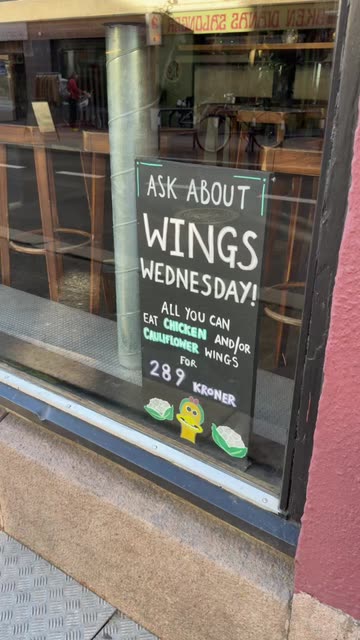 ASK ABOUT
WINGS
WEDNESDAY!
ALL YOU CAN
EAT CHICKEN AND/OR
CAULIFLOWER WINGS
FOR
289 KRONER